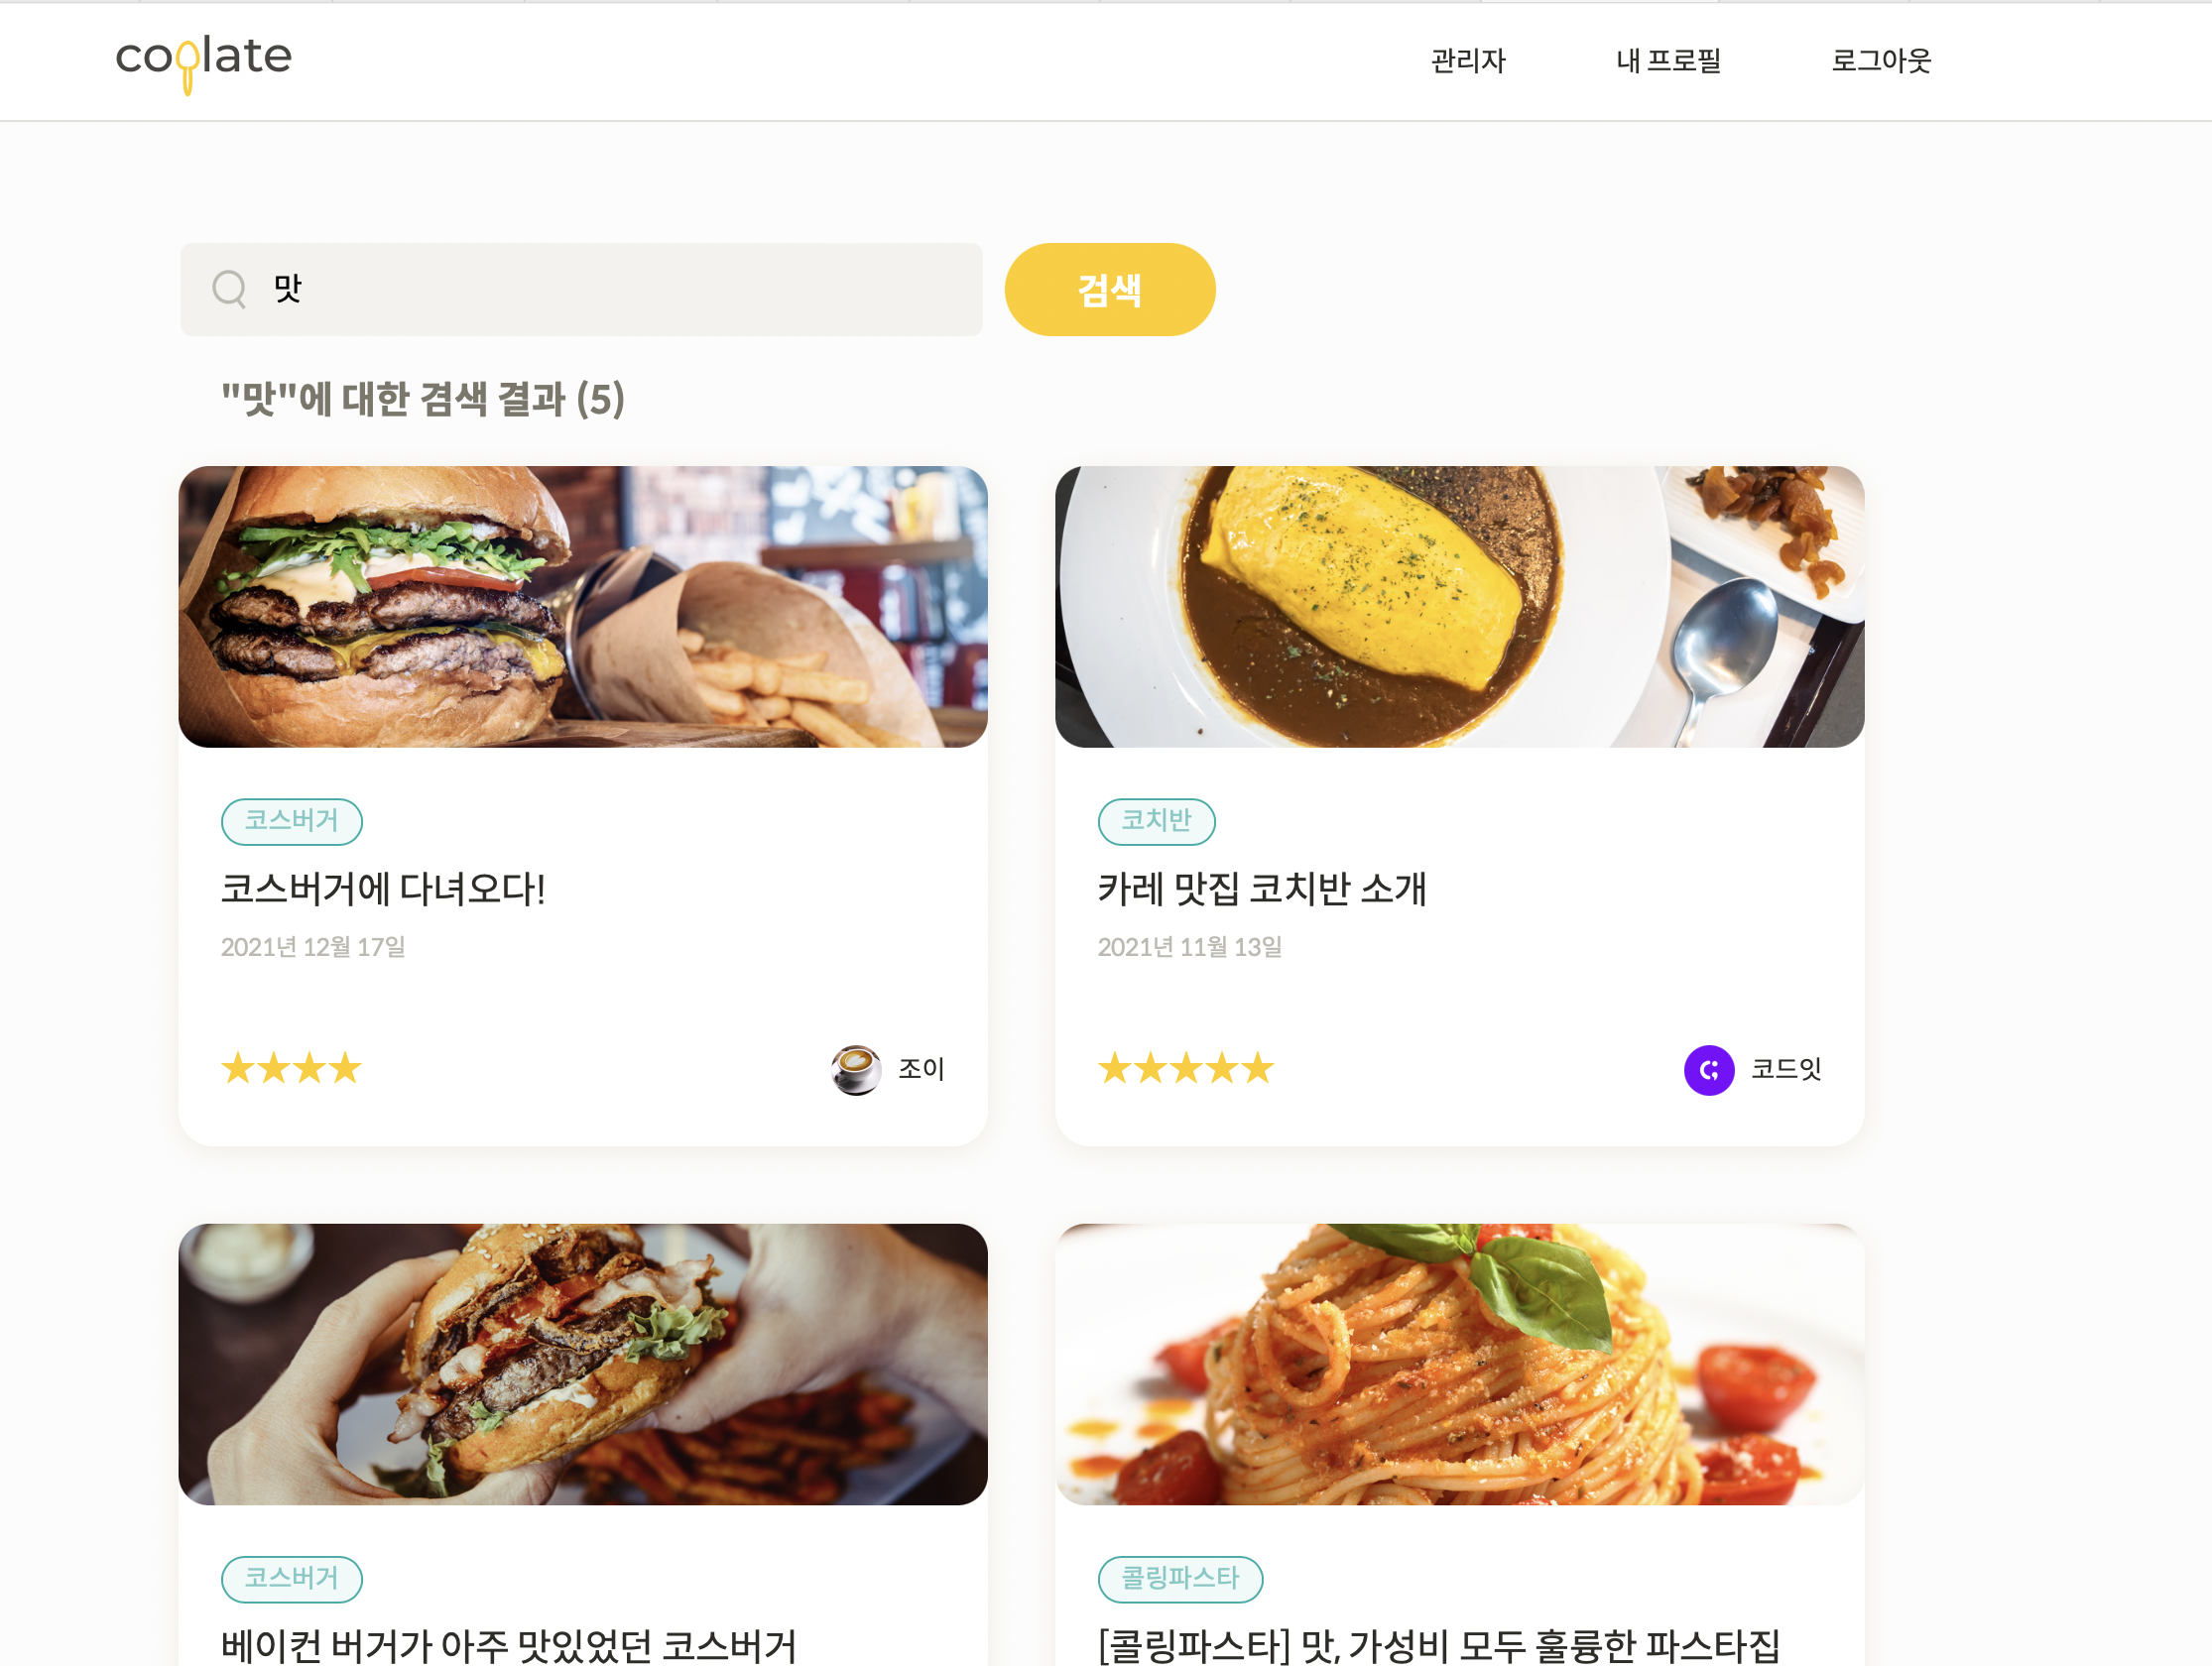 coplate
관리자 내 프로필 로그아웃
맛 검색
"맛"에 대한 겸색 결과 (5)
코스버거
코스버거에 다녀오다!
2021년 12월 17일
★★★★ 조이
코치반
카레 맛집 코치반 소개
2021년 11월 13일
★★★★★ 코드잇
코스버거
베이컨 버거가 아주 맛있었던 코스버거
콜링파스타
[콜링파스타] 맛, 가성비 모두 훌륭한 파스타집